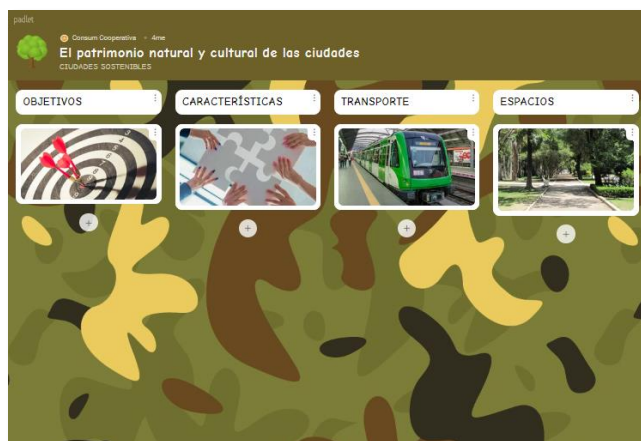 padlet
Consum Cooperativa + 4me
El patrimonio natural y cultural de las ciudades
CIUDADES SOSTENIBLES
OBJETIVOS
CARACTERÍSTICAS
TRANSPORTE
ESPACIOS